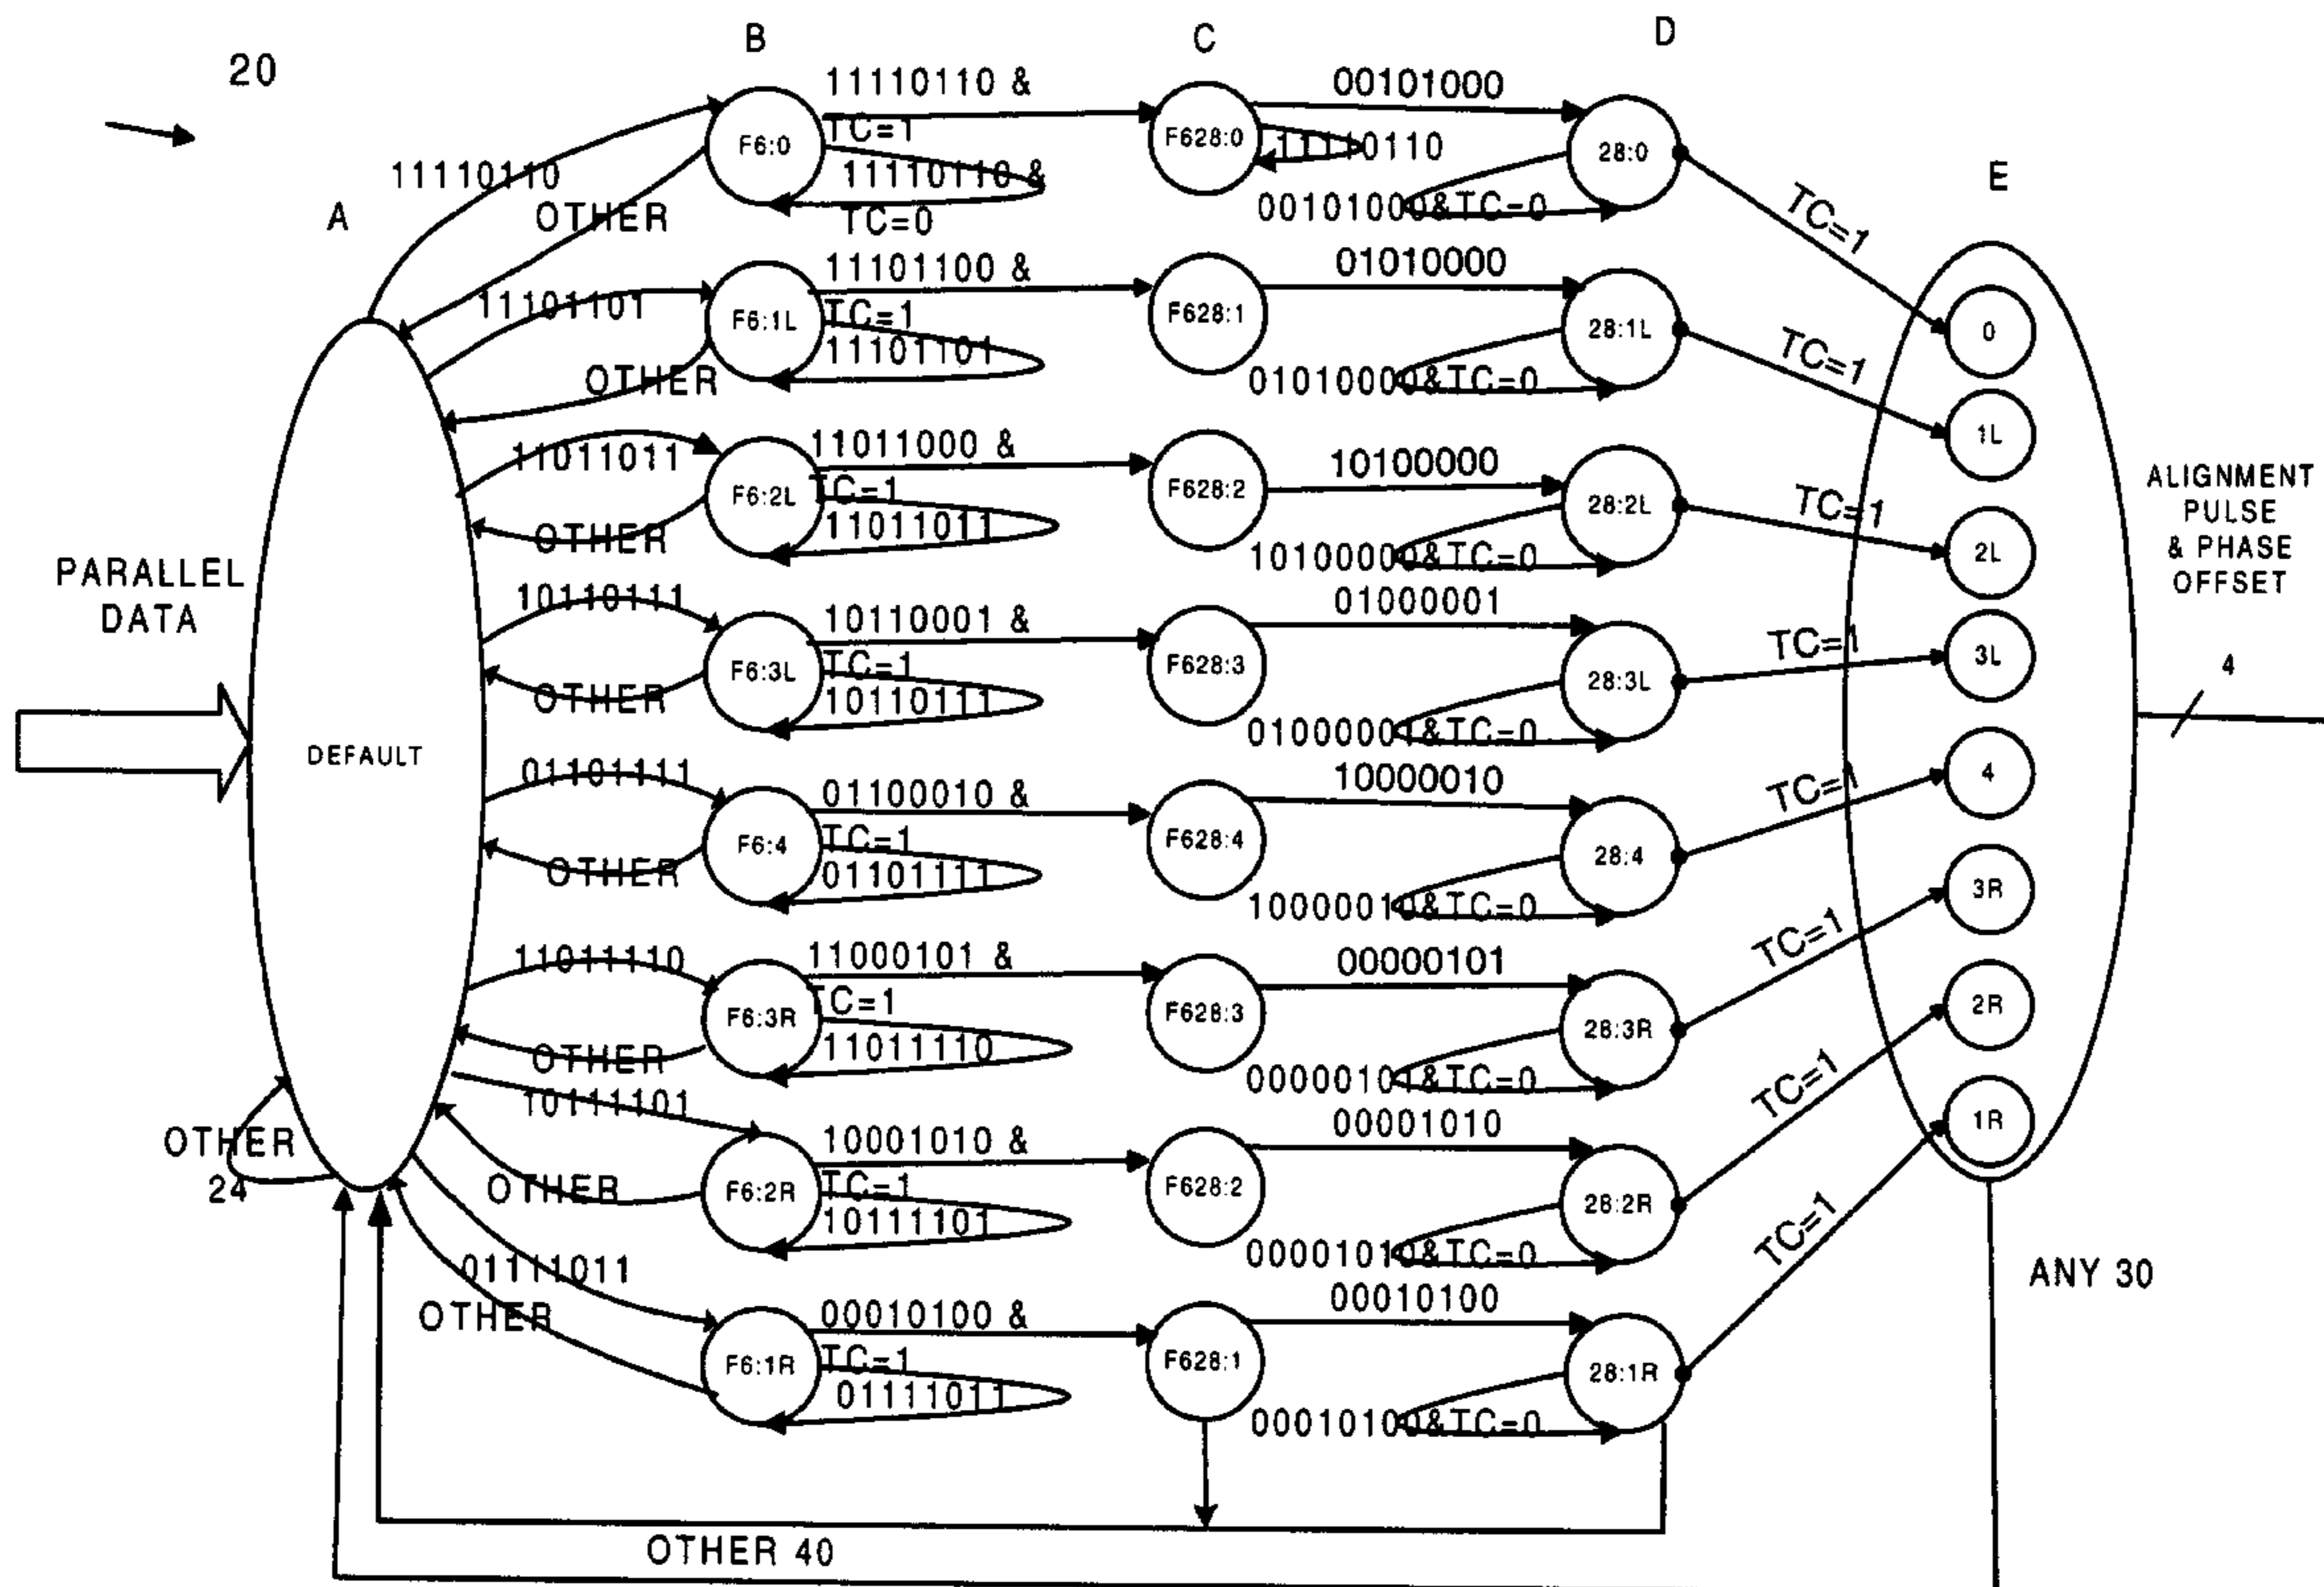 20
A
B
C
D
E
PARALLEL
DATA
DEFAULT
OTHER
24
11110110
OTHER
F6:0
11110110 &
TC=1
11110110 &
TC=0
F628:0
00101000
11110110
28:0
00101000&TC=0
TC=1
0
11101101
OTHER
F6:1L
11101100 &
TC=1
11101101
F628:1
01010000
28:1L
01010000&TC=0
TC=1
1L
11011011
OTHER
F6:2L
11011000 &
TC=1
11011011
F628:2
10100000
28:2L
10100000&TC=0
TC=1
2L
10110111
OTHER
F6:3L
10110001 &
TC=1
10110111
F628:3
01000001
28:3L
01000001&TC=0
TC=1
3L
01101111
OTHER
F6:4
01100010 &
TC=1
01101111
F628:4
10000010
28:4
10000010&TC=0
TC=1
4
11011110
OTHER
F6:3R
11000101 &
TC=1
11011110
F628:3
00000101
28:3R
00000101&TC=0
TC=1
3R
10111101
OTHER
F6:2R
10001010 &
TC=1
10111101
F628:2
00001010
28:2R
00001010&TC=0
TC=1
2R
01111011
OTHER
F6:1R
00010100 &
TC=1
01111011
F628:1
00010100
28:1R
00010100&TC=0
TC=1
1R
ALIGNMENT
PULSE
& PHASE
OFFSET
4
ANY 30
OTHER 40